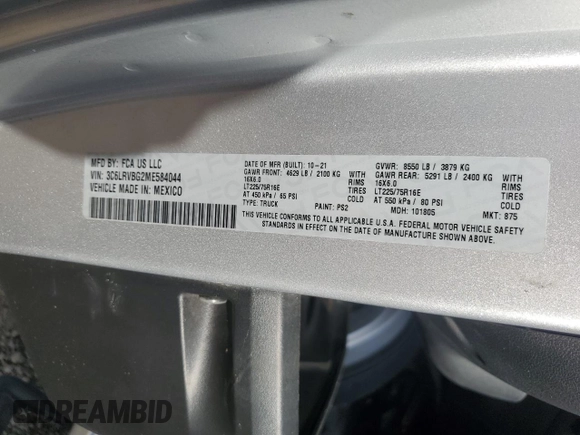 MFD BY: FCA US LLC
VIN: 3C6LRVBG2ME584044
VEHICLE MADE IN: MEXICO
DATE OF MFR (BUILT): 10-21
GAWR FRONT: 4629 LB / 2100 KG
16X6.0 RIMS
LT225/75R16E TIRES
AT 450 kPa / 65 PSI COLD
TYPE: TRUCK PAINT: PS2
GVWR: 8550 LB / 3879 KG
GAWR REAR: 5291 LB / 2400 KG
16X6.0 RIMS
LT225/75R16E TIRES
AT 550 kPa / 80 PSI COLD
MDH: 101805 MKT: 875
THIS VEHICLE CONFORMS TO ALL APPLICABLE U.S.A. FEDERAL MOTOR VEHICLE SAFETY
STANDARDS IN EFFECT ON THE DATE OF MANUFACTURE SHOWN ABOVE.
DREAMBID